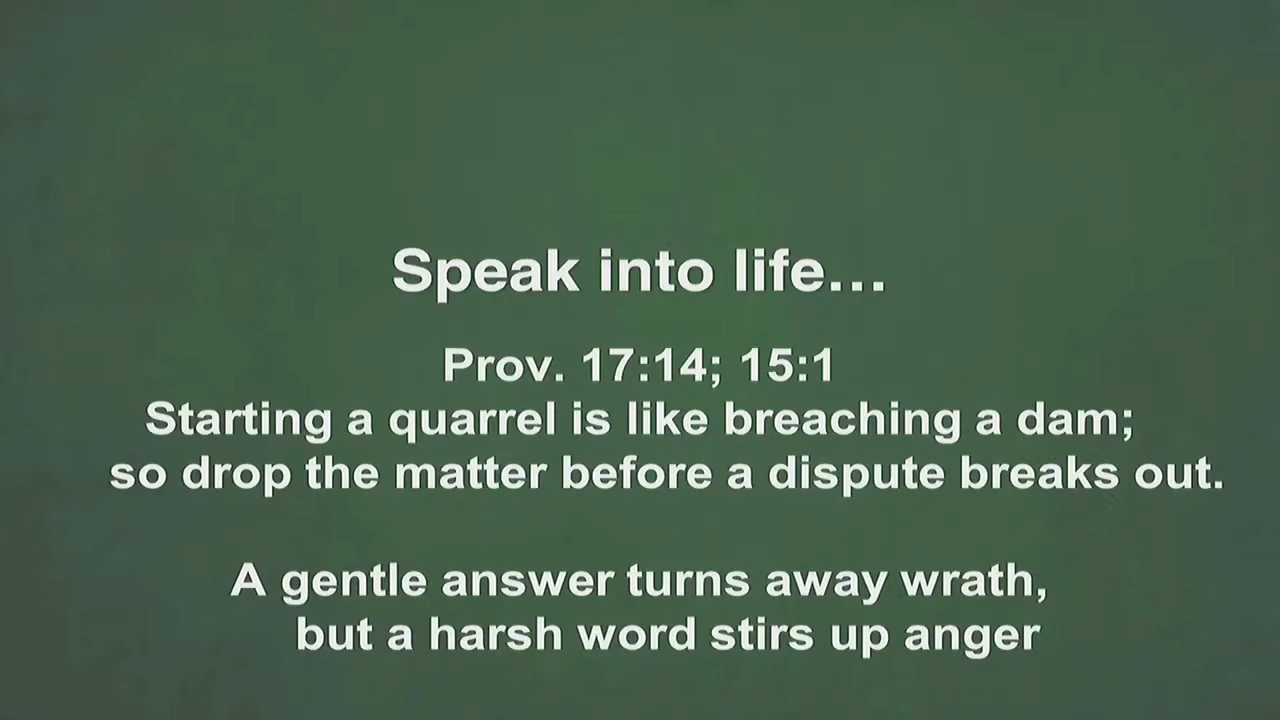 Speak into life...
Prov. 17:14; 15:1
Starting a quarrel is like breaching a dam;
so drop the matter before a dispute breaks out.
A gentle answer turns away wrath,
but a harsh word stirs up anger